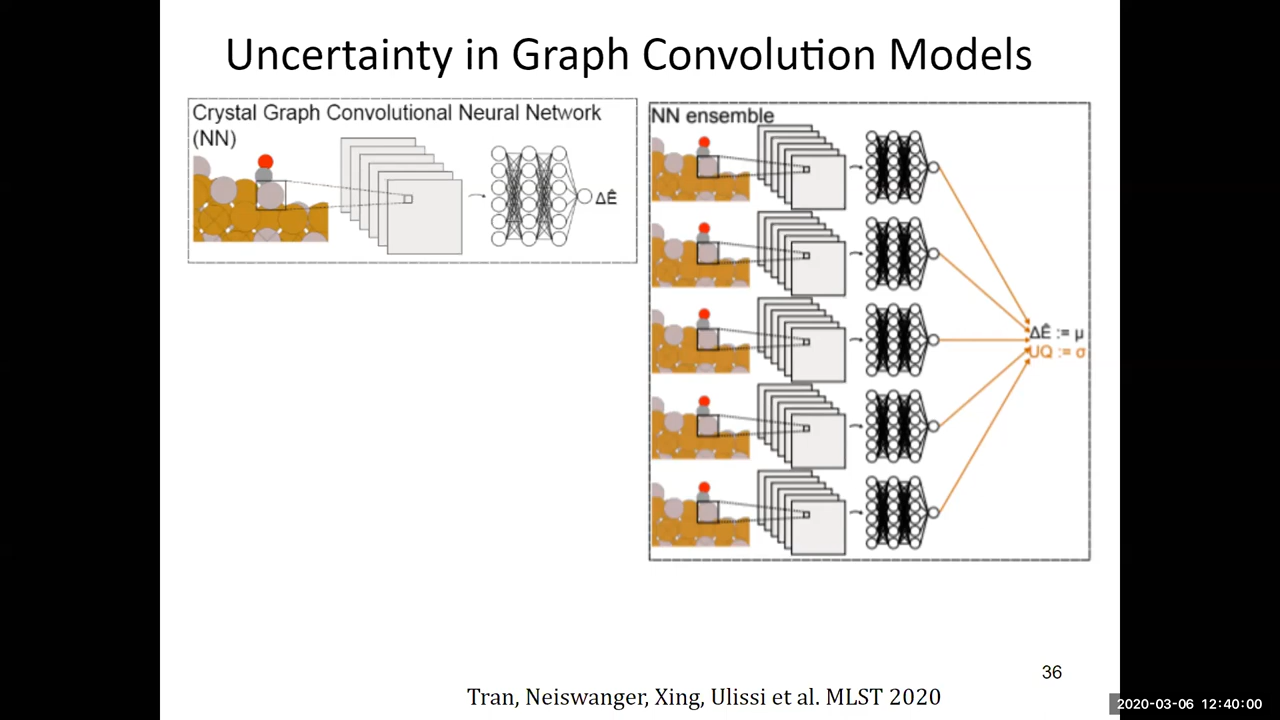 Uncertainty in Graph Convolution Models
Crystal Graph Convolutional Neural Network
(NN)
ΔÊ
NN ensemble
ΔÊ := μ
UQ := σ
36
Tran, Neiswanger, Xing, Ulissi et al. MLST 2020
2020-03-06 12:40:00